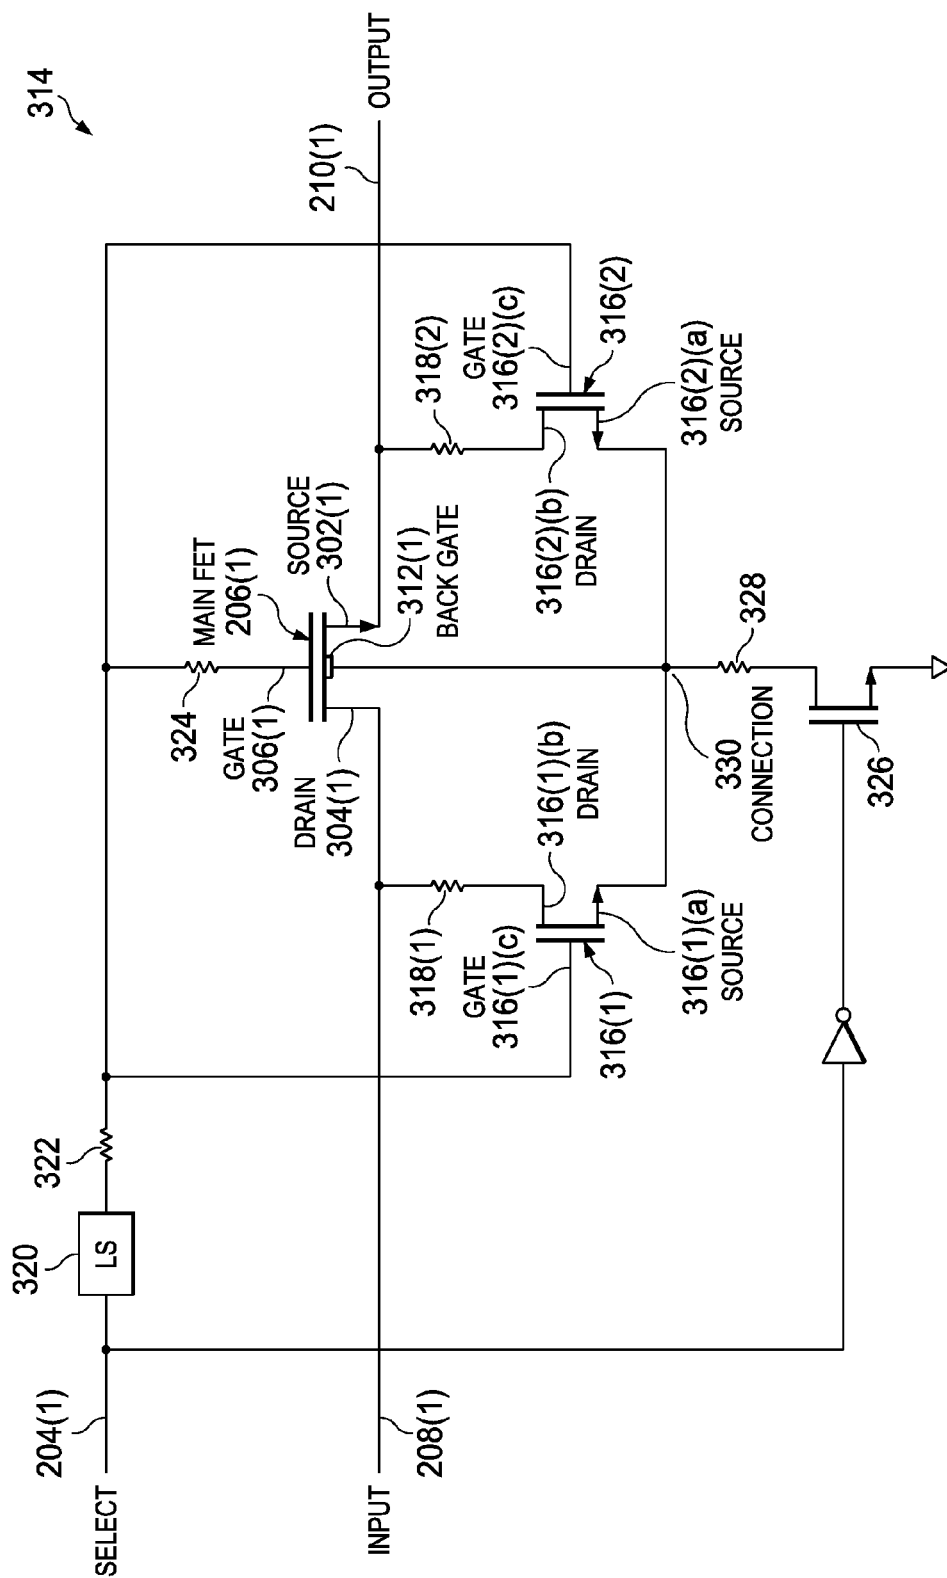 314
SELECT
204(1)
320
LS
322
INPUT
208(1)
324
GATE
306(1)
DRAIN
304(1)
MAIN FET
206(1)
SOURCE
302(1)
312(1)
BACK GATE
210(1)
OUTPUT
318(1)
GATE
316(1)(c)
316(1)
316(1)(b)
DRAIN
316(1)(a)
SOURCE
318(2)
GATE
316(2)(c)
316(2)
316(2)(b)
DRAIN
316(2)(a)
SOURCE
330
CONNECTION
328
326